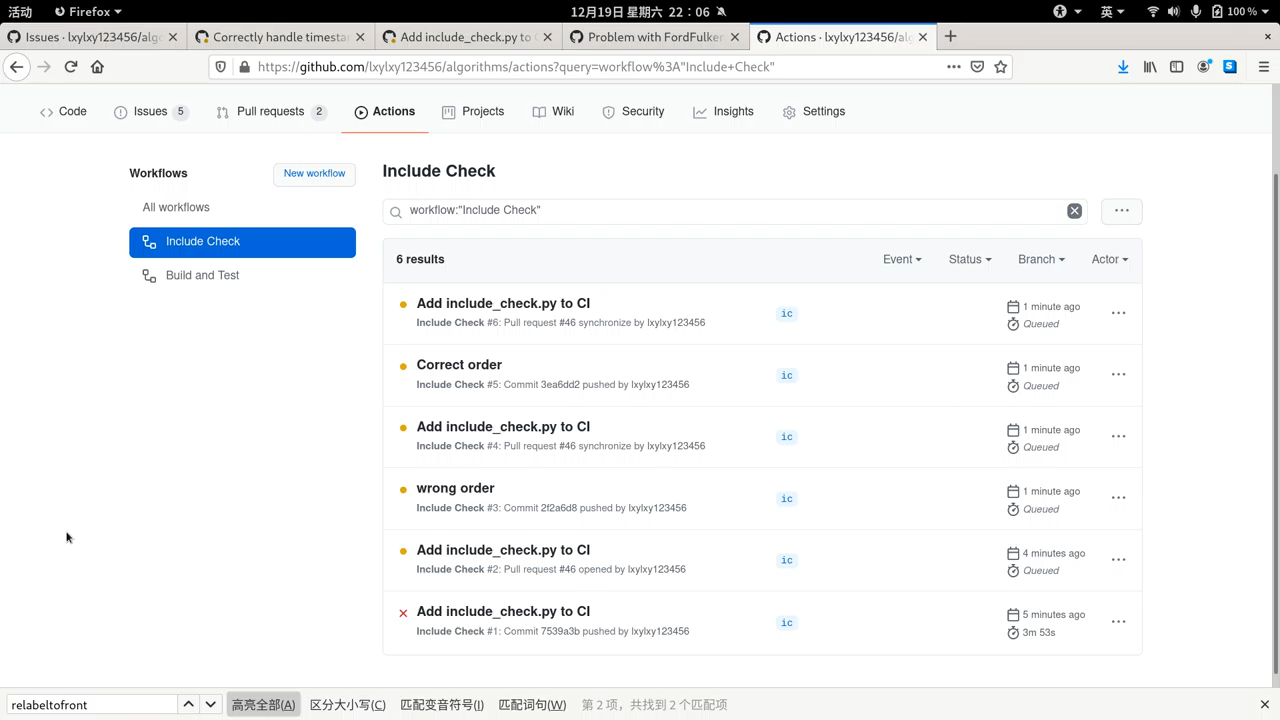 活动 Firefox 12月19日 星期六 22：06 英 100 %
Issues · lxylxy123456/algo Correctly handle timesta Add include_check.py to C Problem with FordFulker Actions · lxylxy123456/alg
https://github.com/lxylxy123456/algorithms/actions?query=workflow%3A"Include+Check"
Code Issues 5 Pull requests 2 Actions Projects Wiki Security Insights Settings
Workflows New workflow
All workflows
Include Check
Build and Test
Include Check
workflow:"Include Check"
6 results Event Status Branch Actor
Add include_check.py to CI
Include Check #6: Pull request #46 synchronize by lxylxy123456
ic
1 minute ago
Queued
Correct order
Include Check #5: Commit 3ea6dd2 pushed by lxylxy123456
ic
1 minute ago
Queued
Add include_check.py to CI
Include Check #4: Pull request #46 synchronize by lxylxy123456
ic
1 minute ago
Queued
wrong order
Include Check #3: Commit 2f2a6d8 pushed by lxylxy123456
ic
1 minute ago
Queued
Add include_check.py to CI
Include Check #2: Pull request #46 opened by lxylxy123456
ic
4 minutes ago
Queued
Add include_check.py to CI
Include Check #1: Commit 7539a3b pushed by lxylxy123456
ic
5 minutes ago
3m 53s
relabeltofront 高亮全部(A) 区分大小写(C) 匹配变音符号(I) 匹配词句(W) 第 2 项，共找到 2 个匹配项